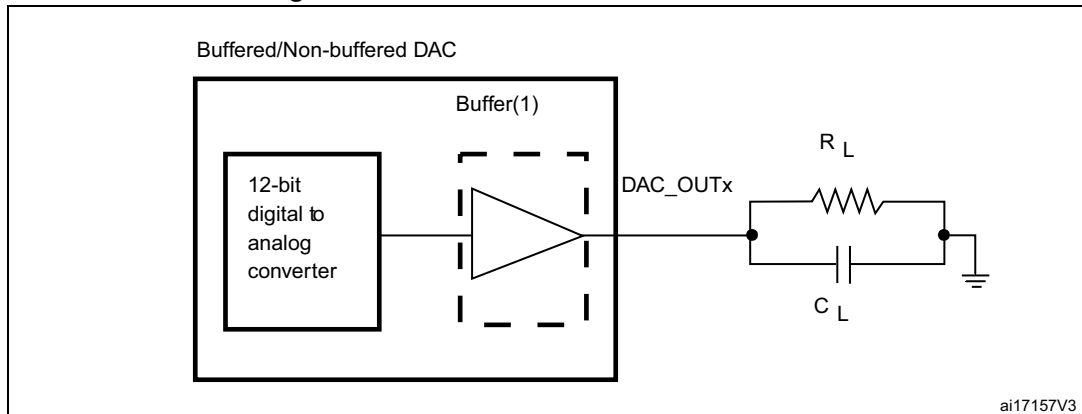 Buffered/Non-buffered DAC
Buffer(1)
12-bit
digital to
analog
converter
DAC_OUTx
R L
C L
ai17157V3